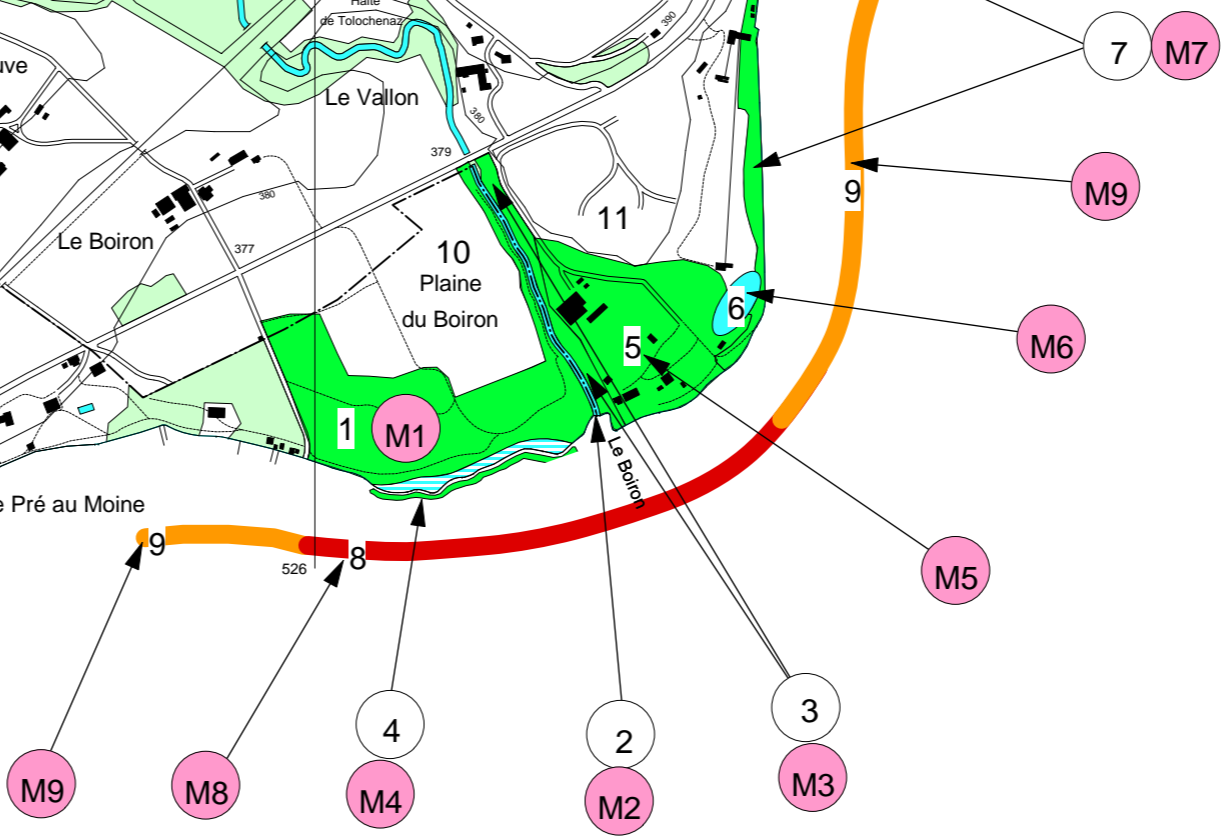 Halte
de Tolochenaz
390
7
M7
uve
Le Vallon
380
379
M9
9
380
11
Le Boiron
377
10
Plaine
du Boiron
6
M6
5
1
M1
Le Boiron
e Pré au Moine
9
8
526
M5
4
2
3
M9
M8
M4
M2
M3